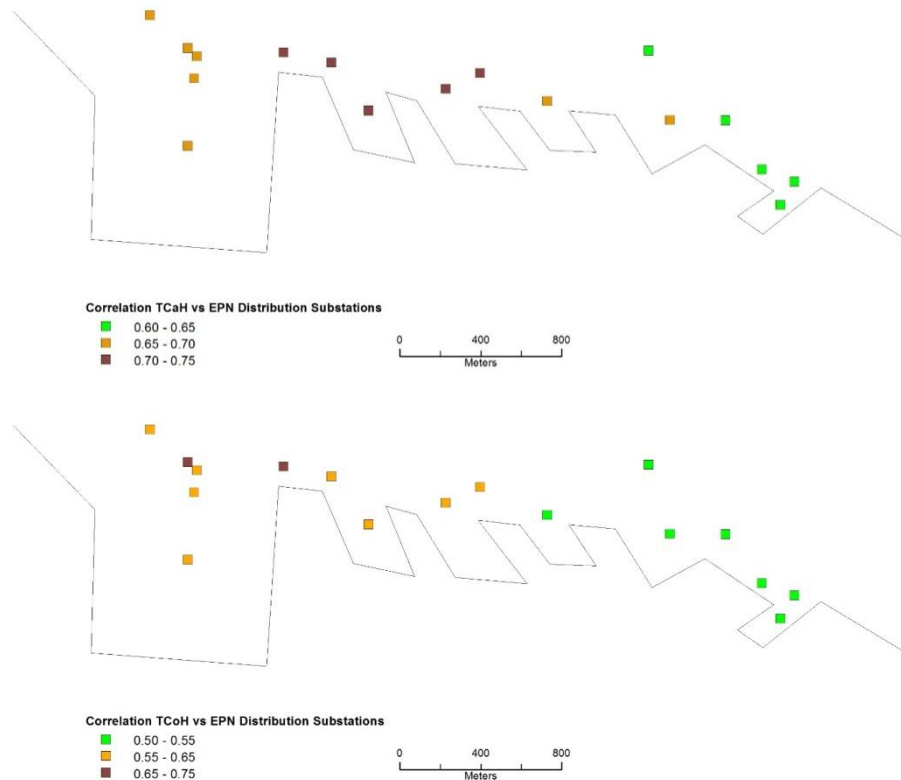 Correlation TCaH vs EPN Distribution Substations
0.60 - 0.65
0.65 - 0.70
0.70 - 0.75
0 400 800
Meters
Correlation TCoH vs EPN Distribution Substations
0.50 - 0.55
0.55 - 0.65
0.65 - 0.75
0 400 800
Meters